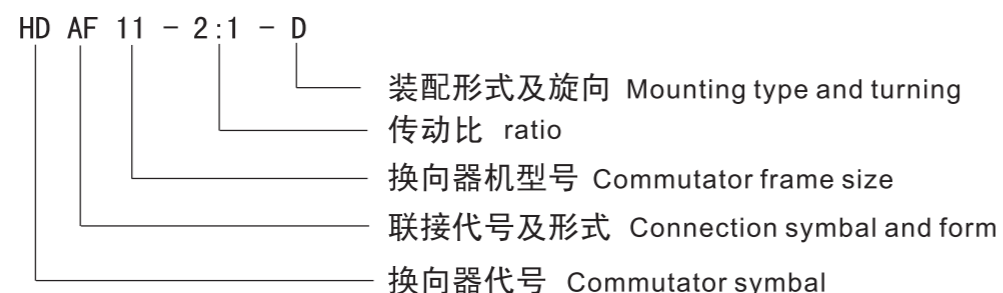 HD AF 11 - 2:1 - D
装配形式及旋向 Mounting type and turning
传动比 ratio
换向器机型号 Commutator frame size
联接代号及形式 Connection symbal and form
换向器代号 Commutator symbal